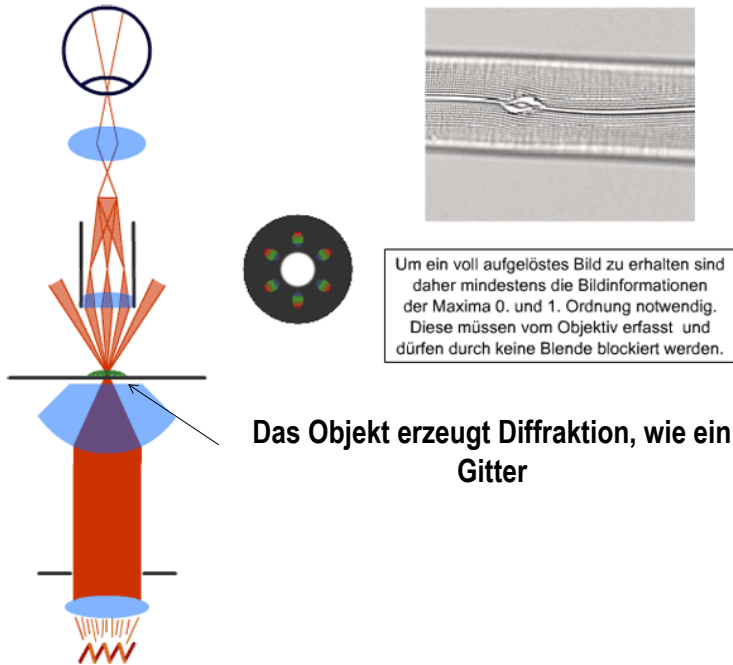 Um ein voll aufgelöstes Bild zu erhalten sind
daher mindestens die Bildinformationen
der Maxima 0. und 1. Ordnung notwendig.
Diese müssen vom Objektiv erfasst und
dürfen durch keine Blende blockiert werden.
Das Objekt erzeugt Diffraktion, wie ein
Gitter